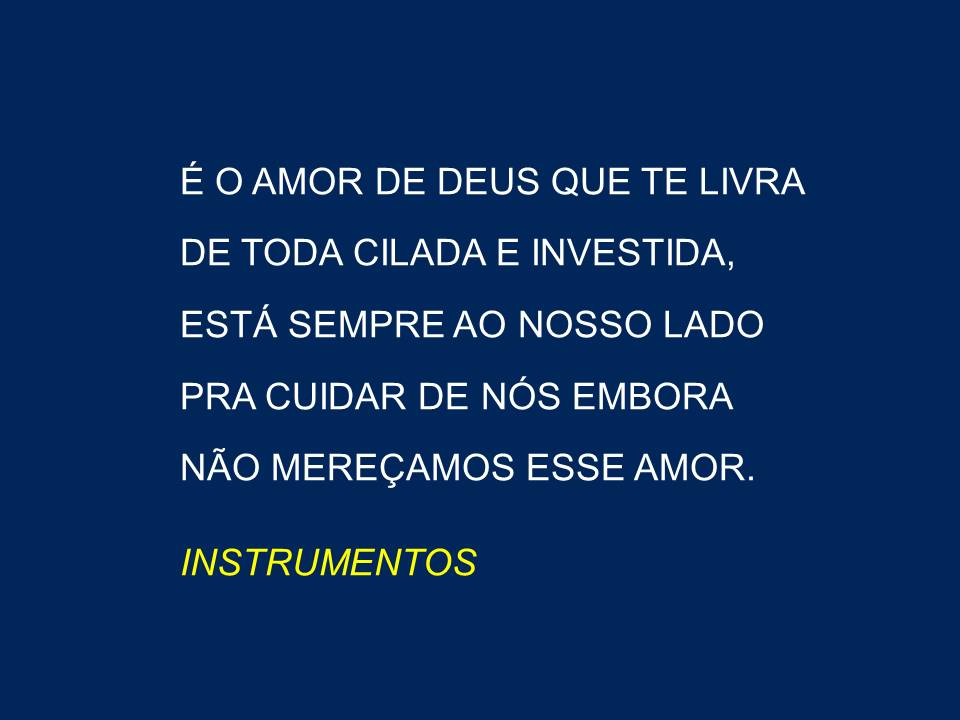 É O AMOR DE DEUS QUE TE LIVRA
DE TODA CILADA E INVESTIDA,
ESTÁ SEMPRE AO NOSSO LADO
PRA CUIDAR DE NÓS EMBORA
NÃO MEREÇAMOS ESSE AMOR.
INSTRUMENTOS